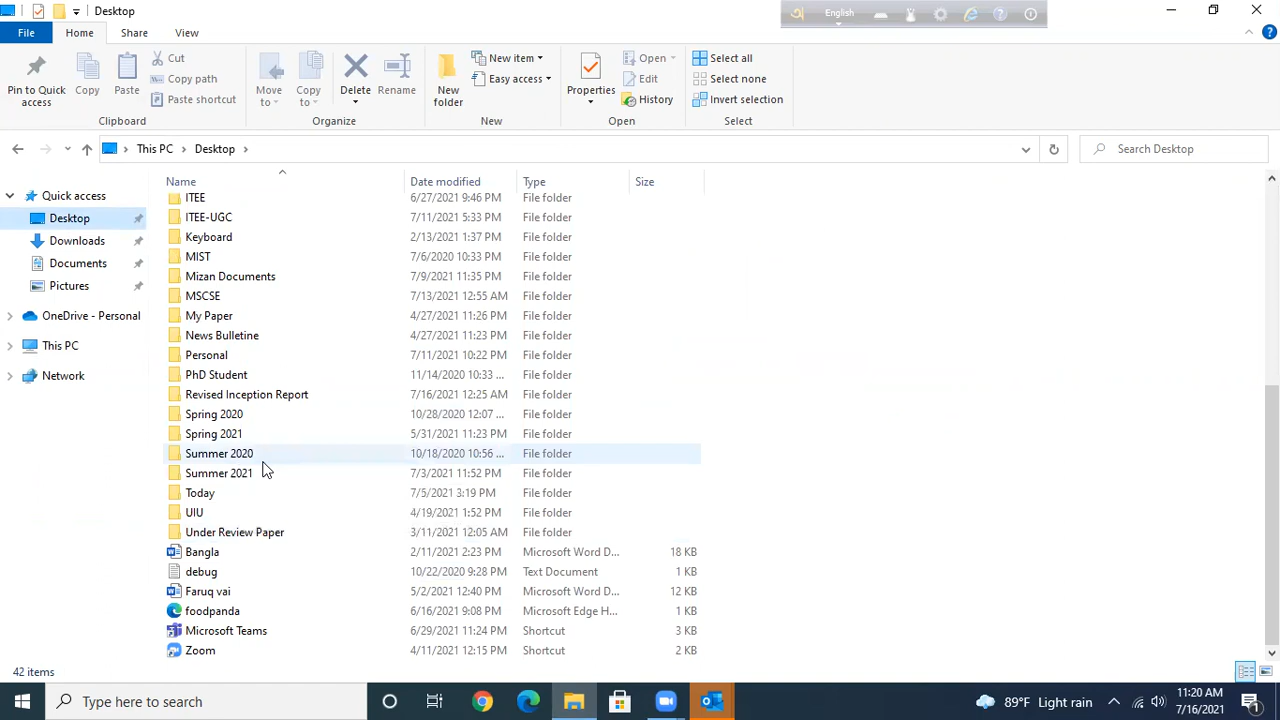 Desktop
অ English
File Home Share View
Pin to Quick access
Copy
Paste
Cut
Copy path
Paste shortcut
Clipboard
Move to
Copy to
Delete
Rename
Organize
New folder
New item
Easy access
New
Properties
Open
Edit
History
Open
Select all
Select none
Invert selection
Select
This PC > Desktop >
Search Desktop
Quick access
Desktop
Downloads
Documents
Pictures
OneDrive - Personal
This PC
Network
Name Date modified Type Size
ITEE 6/27/2021 9:46 PM File folder
ITEE-UGC 7/11/2021 5:33 PM File folder
Keyboard 2/13/2021 1:37 PM File folder
MIST 7/6/2020 10:33 PM File folder
Mizan Documents 7/9/2021 11:35 PM File folder
MSCSE 7/13/2021 12:55 AM File folder
My Paper 4/27/2021 11:26 PM File folder
News Bulletine 4/27/2021 11:23 PM File folder
Personal 7/11/2021 10:22 PM File folder
PhD Student 11/14/2020 10:33 ... File folder
Revised Inception Report 7/16/2021 12:25 AM File folder
Spring 2020 10/28/2020 12:07 ... File folder
Spring 2021 5/31/2021 11:23 PM File folder
Summer 2020 10/18/2020 10:56 ... File folder
Summer 2021 7/3/2021 11:52 PM File folder
Today 7/5/2021 3:19 PM File folder
UIU 4/19/2021 1:52 PM File folder
Under Review Paper 3/11/2021 12:05 AM File folder
Bangla 2/11/2021 2:23 PM Microsoft Word D... 18 KB
debug 10/22/2020 9:28 PM Text Document 1 KB
Faruq vai 5/2/2021 12:40 PM Microsoft Word D... 12 KB
foodpanda 6/16/2021 9:08 PM Microsoft Edge H... 1 KB
Microsoft Teams 6/29/2021 11:24 PM Shortcut 3 KB
Zoom 4/11/2021 12:15 PM Shortcut 2 KB
42 items
Type here to search
89°F Light rain
11:20 AM
7/16/2021
1